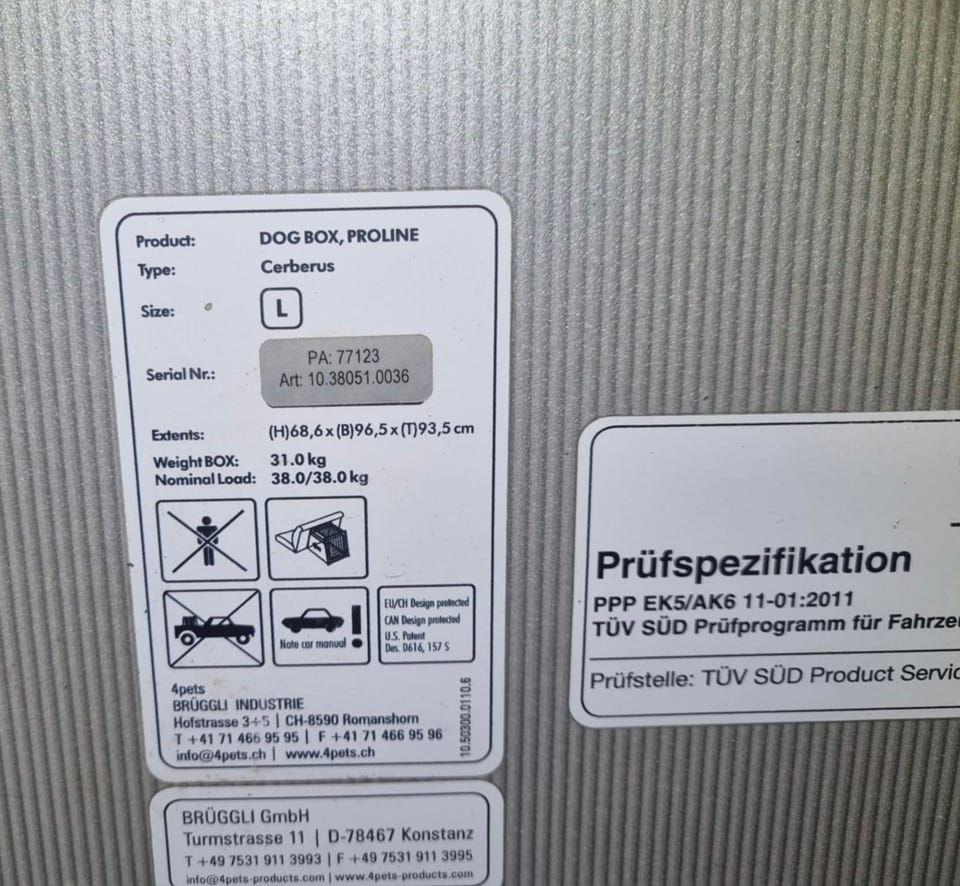 Product: DOG BOX, PROLINE
Type: Cerberus
Size: L
Serial Nr.: PA: 77123
Art: 10.38051.0036
Extents: (H)68,6 x (B)96,5 x (T)93,5 cm
Weight BOX: 31.0 kg
Nominal Load: 38.0/38.0 kg
Note car manual !
EU/CH Design protected
CAN Design protected
U.S. Patent
Des. D616, 157 S
4pets
BRÜGGLI INDUSTRIE
Hofstrasse 3+5 | CH-8590 Romanshorn
T +41 71 466 95 95 | F +41 71 466 95 96
info@4pets.ch | www.4pets.ch
10.50300.0110.6
BRÜGGLI GmbH
Turmstrasse 11 | D-78467 Konstanz
T +49 7531 911 3993 | F +49 7531 911 3995
info@4pets-products.com | www.4pets-products.com
Prüfspezifikation
PPP EK5/AK6 11-01:2011
TÜV SÜD Prüfprogramm für Fahrzeu
Prüfstelle: TÜV SÜD Product Servic